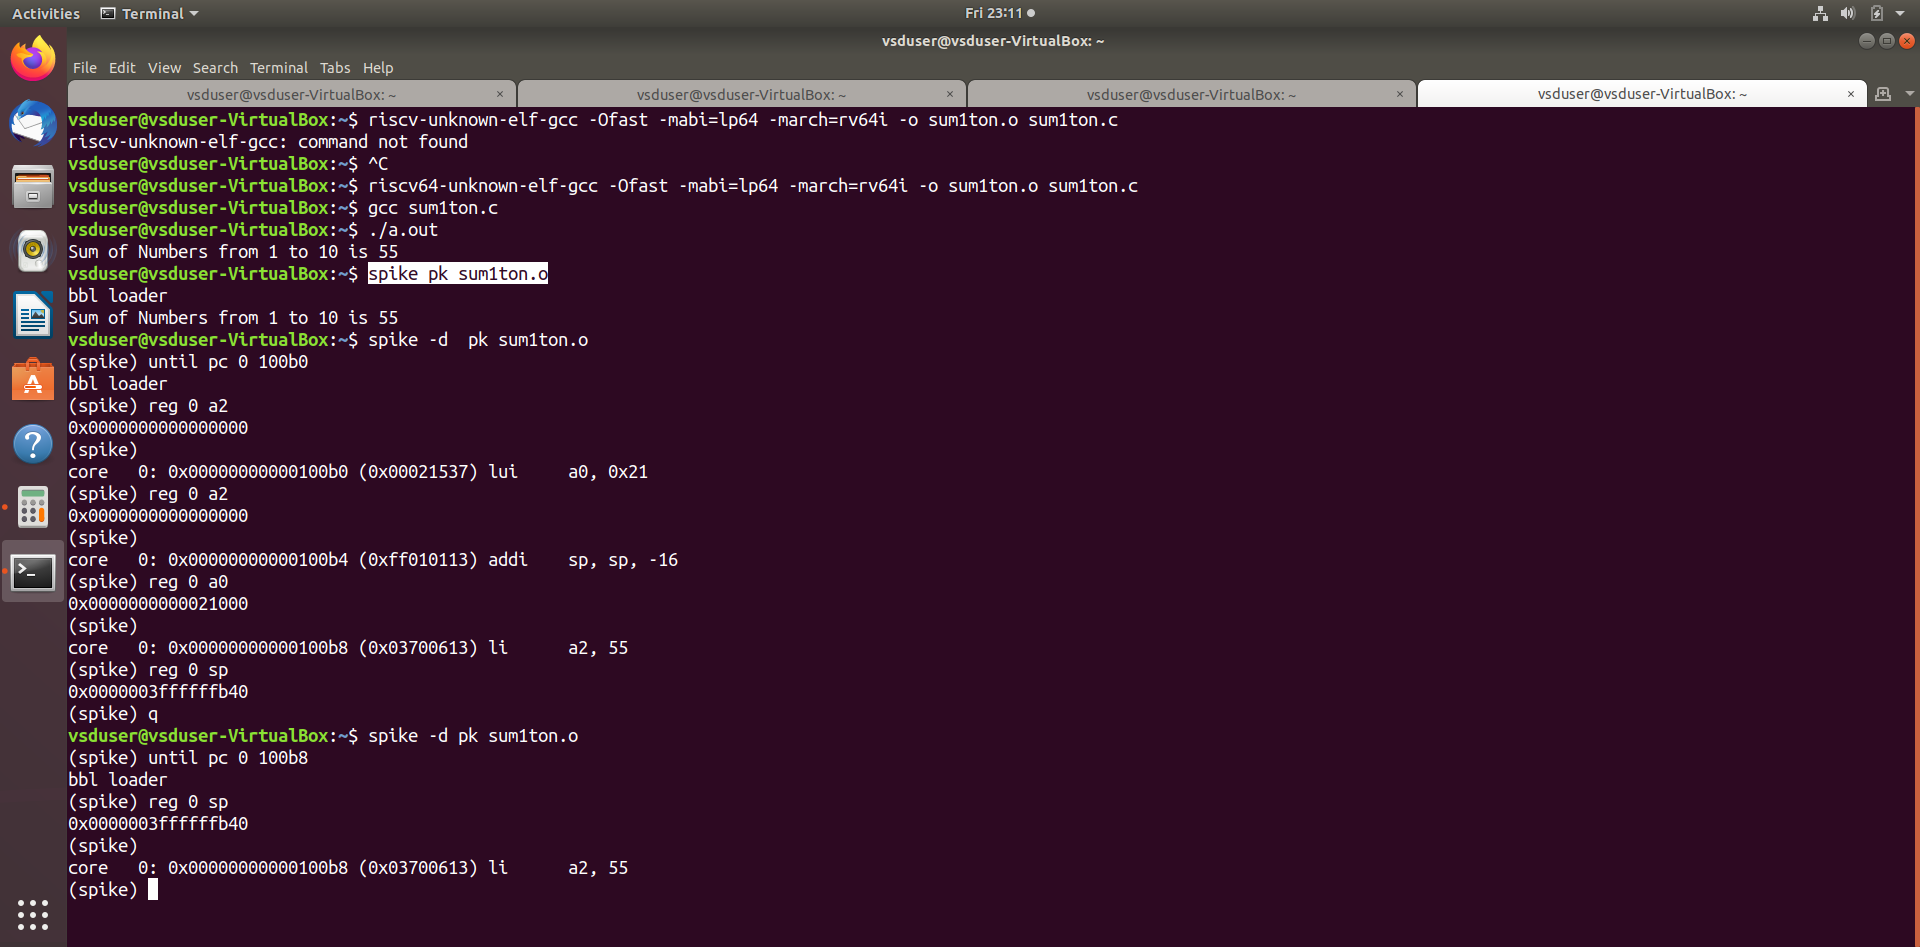 Activities Terminal Fri 23:11
vsduser@vsduser-VirtualBox: ~
File Edit View Search Terminal Tabs Help
vsduser@vsduser-VirtualBox: ~ × vsduser@vsduser-VirtualBox: ~ × vsduser@vsduser-VirtualBox: ~ × vsduser@vsduser-VirtualBox: ~ ×
vsduser@vsduser-VirtualBox:~$ riscv-unknown-elf-gcc -Ofast -mabi=lp64 -march=rv64i -o sum1ton.o sum1ton.c
riscv-unknown-elf-gcc: command not found
vsduser@vsduser-VirtualBox:~$ ^C
vsduser@vsduser-VirtualBox:~$ riscv64-unknown-elf-gcc -Ofast -mabi=lp64 -march=rv64i -o sum1ton.o sum1ton.c
vsduser@vsduser-VirtualBox:~$ gcc sum1ton.c
vsduser@vsduser-VirtualBox:~$ ./a.out
Sum of Numbers from 1 to 10 is 55
vsduser@vsduser-VirtualBox:~$ spike pk sum1ton.o
bbl loader
Sum of Numbers from 1 to 10 is 55
vsduser@vsduser-VirtualBox:~$ spike -d  pk sum1ton.o
(spike) until pc 0 100b0
bbl loader
(spike) reg 0 a2
0x0000000000000000
(spike)
core   0: 0x00000000000100b0 (0x00021537) lui     a0, 0x21
(spike) reg 0 a2
0x0000000000000000
(spike)
core   0: 0x00000000000100b4 (0xff010113) addi    sp, sp, -16
(spike) reg 0 a0
0x0000000000021000
(spike)
core   0: 0x00000000000100b8 (0x03700613) li      a2, 55
(spike) reg 0 sp
0x0000003ffffffb40
(spike) q
vsduser@vsduser-VirtualBox:~$ spike -d pk sum1ton.o
(spike) until pc 0 100b8
bbl loader
(spike) reg 0 sp
0x0000003ffffffb40
(spike)
core   0: 0x00000000000100b8 (0x03700613) li      a2, 55
(spike)